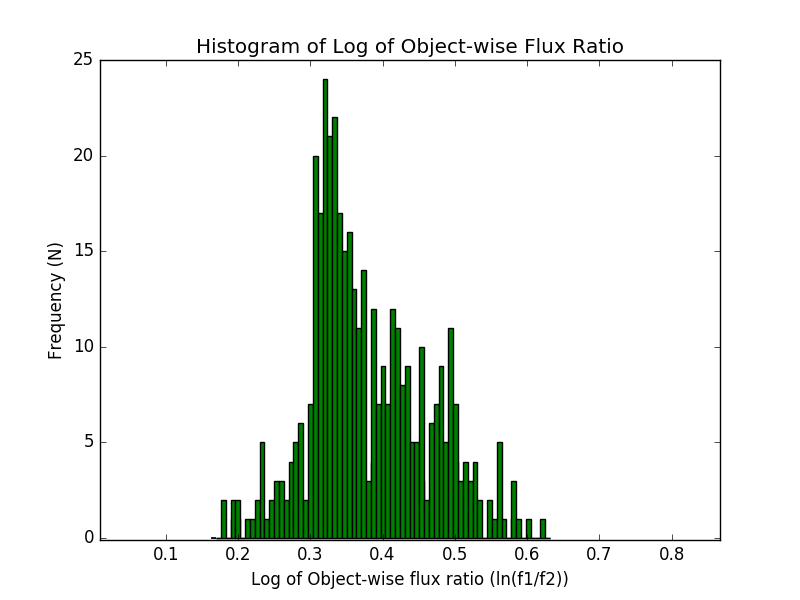 Histogram of Log of Object-wise Flux Ratio
25
20
15
10
5
0
Frequency (N)
0.1 0.2 0.3 0.4 0.5 0.6 0.7 0.8
Log of Object-wise flux ratio (ln(f1/f2))